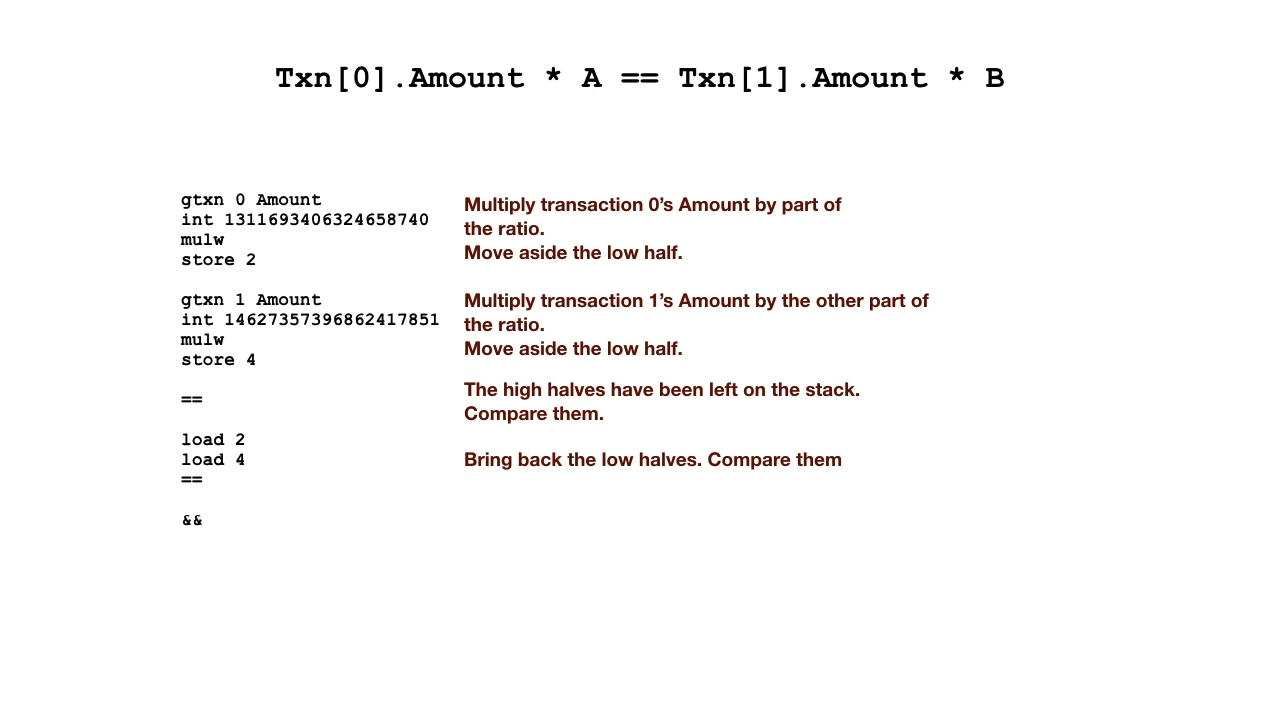 Txn[0].Amount * A == Txn[1].Amount * B
gtxn 0 Amount
int 1311693406324658740
mulw
store 2
Multiply transaction 0’s Amount by part of
the ratio.
Move aside the low half.
gtxn 1 Amount
int 14627357396862417851
mulw
store 4
Multiply transaction 1’s Amount by the other part of
the ratio.
Move aside the low half.
==
The high halves have been left on the stack.
Compare them.
load 2
load 4
==
Bring back the low halves. Compare them
&&